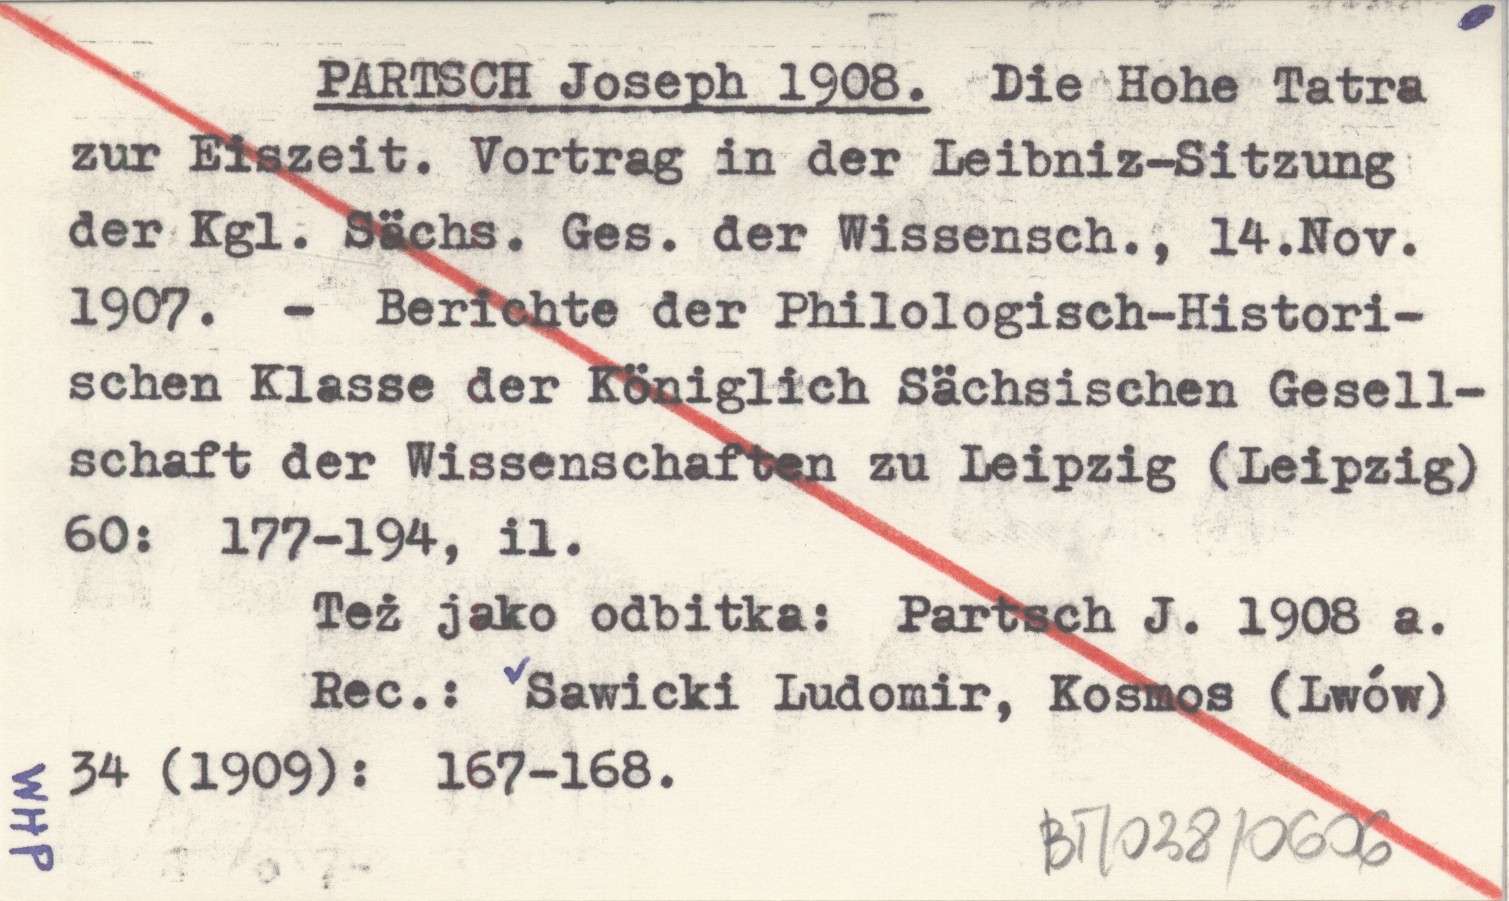 PARTSCH Joseph 1908. Die Hohe Tatra
zur Eiszeit. Vortrag in der Leibniz-Sitzung
der Kgl. Sächs. Ges. der Wissensch., 14.Nov.
1907. - Berichte der Philologisch-Histori-
schen Klasse der Königlich Sächsischen Gesell-
schaft der Wissenschaften zu Leipzig (Leipzig)
60: 177-194, il.
Też jako odbitka: Partsch J. 1908 a.
Rec.: Sawicki Ludomir, Kosmos (Lwów)
34 (1909): 167-168.
WHP
BT/038/0606